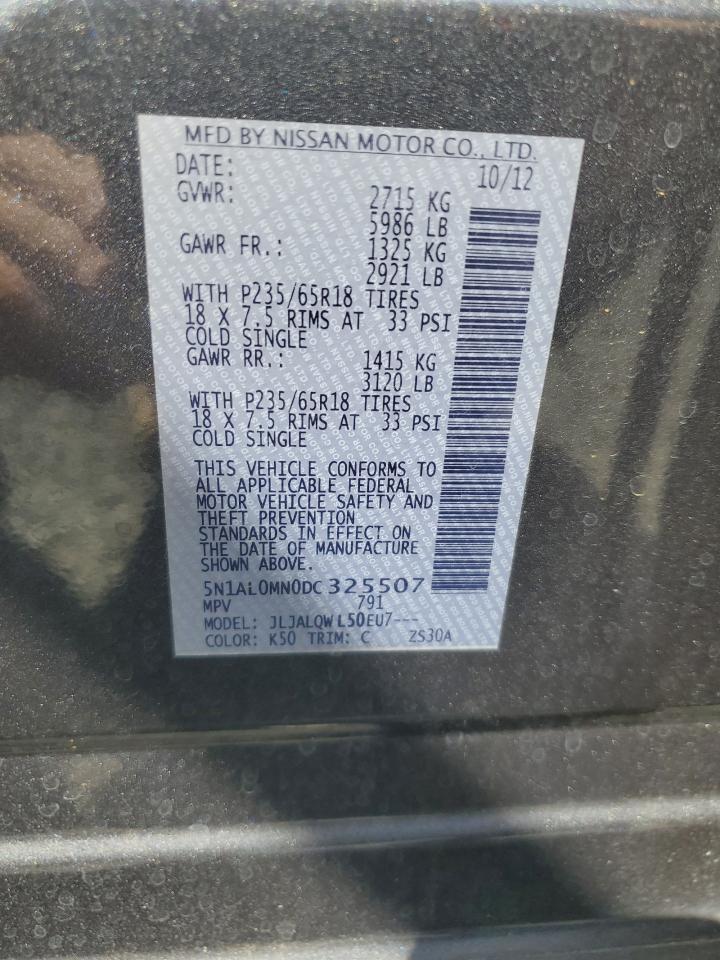 MFD BY NISSAN MOTOR CO., LTD.
DATE: 10/12
GVWR: 2715 KG
5986 LB
GAWR FR.: 1325 KG
2921 LB
WITH P235/65R18 TIRES
18 X 7.5 RIMS AT 33 PSI
COLD SINGLE
GAWR RR.: 1415 KG
3120 LB
WITH P235/65R18 TIRES
18 X 7.5 RIMS AT 33 PSI
COLD SINGLE
THIS VEHICLE CONFORMS TO
ALL APPLICABLE FEDERAL
MOTOR VEHICLE SAFETY AND
THEFT PREVENTION
STANDARDS IN EFFECT ON
THE DATE OF MANUFACTURE
SHOWN ABOVE.
5N1AL0MN0DC325507
MPV 791
MODEL: JLJALQWL50EU7---
COLOR: K50 TRIM: C ZS30A